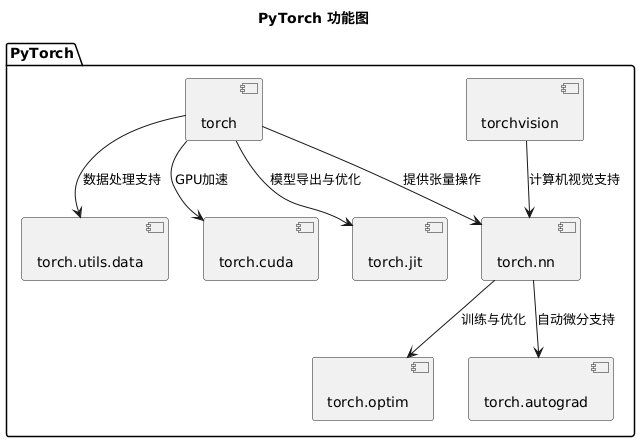 PyTorch 功能图
PyTorch
torch
torchvision
数据处理支持
GPU加速
模型导出与优化
提供张量操作
计算机视觉支持
torch.utils.data
torch.cuda
torch.jit
torch.nn
训练与优化
自动微分支持
torch.optim
torch.autograd